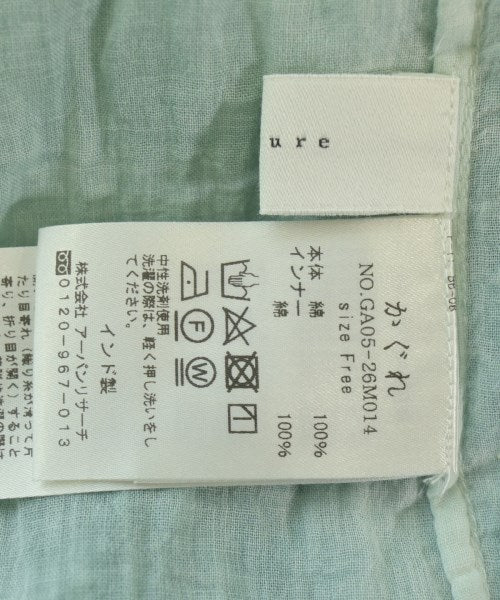 u r e
かぐれ
NO.GA05-26M014
size Free
本体 綿 100%
インナー 綿 100%
F
W
中性洗剤使用
洗濯の際は、軽く押し洗いをし
てください。
インド製
株式会社 アーバンリサーチ
0120-967-013